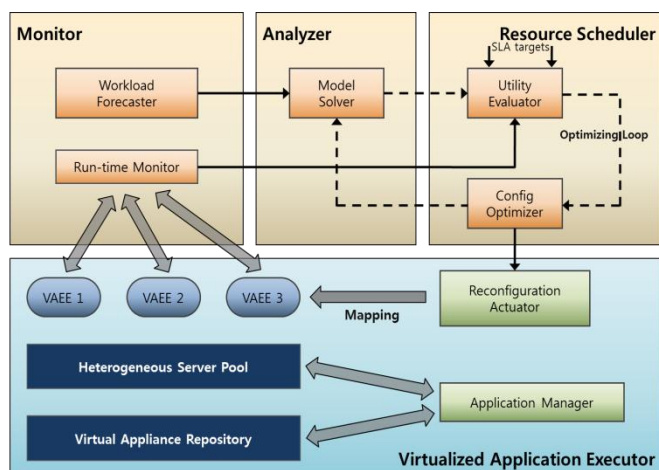 Monitor
Analyzer
Resource Scheduler
SLA targets
Workload
Forecaster
Model
Solver
Utility
Evaluator
Optimizing Loop
Run-time Monitor
Config
Optimizer
VAEE 1
VAEE 2
VAEE 3
Mapping
Reconfiguration
Actuator
Heterogeneous Server Pool
Application Manager
Virtual Appliance Repository
Virtualized Application Executor